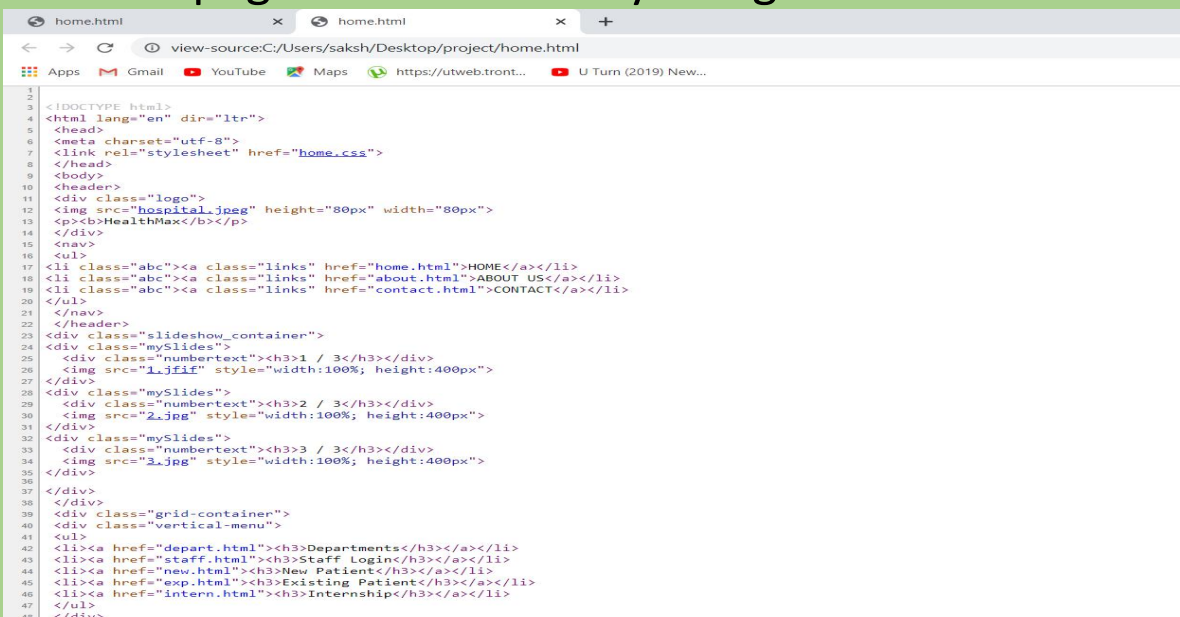 home.html × home.html × +
view-source:C:/Users/saksh/Desktop/project/home.html
Apps Gmail YouTube Maps https://utweb.tront... U Turn (2019) New...
1
2
3 <!DOCTYPE html>
4 <html lang="en" dir="ltr">
5 <head>
6 <meta charset="utf-8">
7 <link rel="stylesheet" href="home.css">
8 </head>
9 <body>
10 <header>
11 <div class="logo">
12 <img src="hospital.jpeg" height="80px" width="80px">
13 <p><b>HealthMax</b></p>
14 </div>
15 <nav>
16 <ul>
17 <li class="abc"><a class="links" href="home.html">HOME</a></li>
18 <li class="abc"><a class="links" href="about.html">ABOUT US</a></li>
19 <li class="abc"><a class="links" href="contact.html">CONTACT</a></li>
20 </ul>
21 </nav>
22 </header>
23 <div class="slideshow_container">
24 <div class="mySlides">
25 <div class="numbertext"><h3>1 / 3</h3></div>
26 <img src="1.jfif" style="width:100%; height:400px">
27 </div>
28 <div class="mySlides">
29 <div class="numbertext"><h3>2 / 3</h3></div>
30 <img src="2.jpg" style="width:100%; height:400px">
31 </div>
32 <div class="mySlides">
33 <div class="numbertext"><h3>3 / 3</h3></div>
34 <img src="3.jpg" style="width:100%; height:400px">
35 </div>
36
37 </div>
38 </div>
39 <div class="grid-container">
40 <div class="vertical-menu">
41 <ul>
42 <li><a href="depart.html"><h3>Departments</h3></a></li>
43 <li><a href="staff.html"><h3>Staff Login</h3></a></li>
44 <li><a href="new.html"><h3>New Patient</h3></a></li>
45 <li><a href="exp.html"><h3>Existing Patient</h3></a></li>
46 <li><a href="intern.html"><h3>Internship</h3></a></li>
47 </ul>
48 </div>